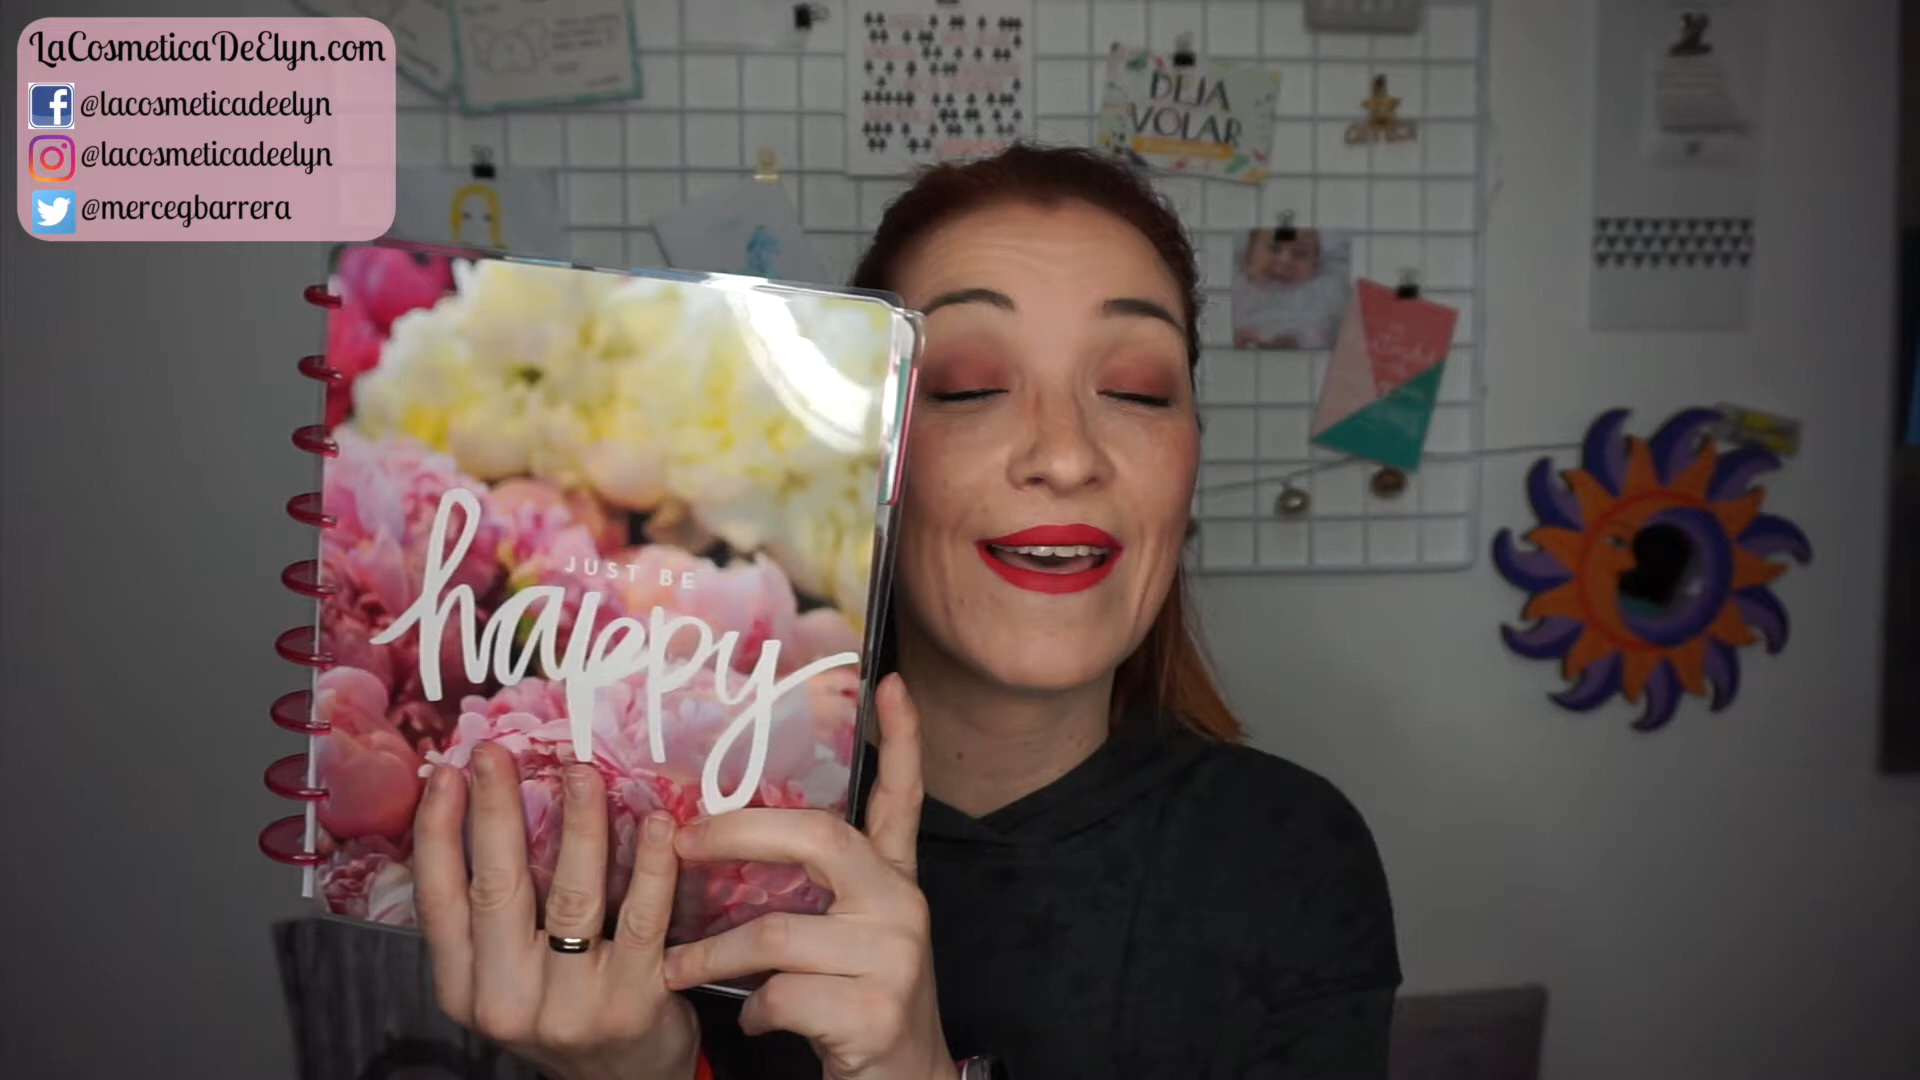 LaCosmeticaDeElyn.com
@lacosmeticadeelyn
@lacosmeticadeelyn
@mercegbarrera
DEJA
VOLAR
JUST BE
happy